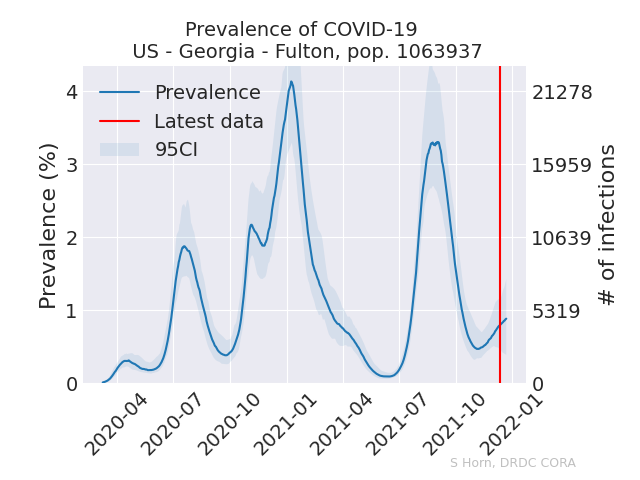 Prevalence of COVID-19
US - Georgia - Fulton, pop. 1063937
Prevalence
Latest data
95CI
Prevalence (%)
4
3
2
1
0
21278
15959
10639
5319
0
# of infections
2020-04
2020-07
2020-10
2021-01
2021-04
2021-07
2021-10
2022-01
S Horn, DRDC CORA